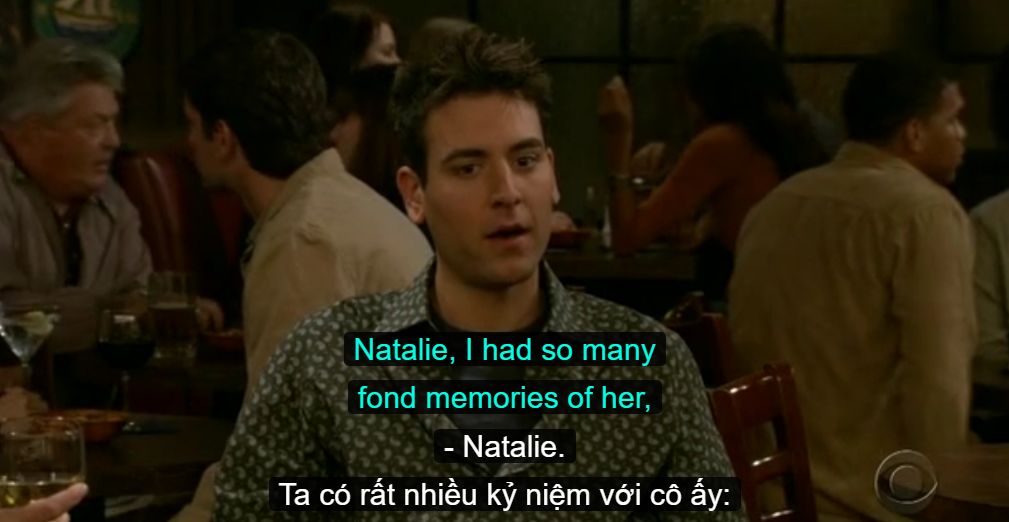 Natalie, I had so many
fond memories of her,
- Natalie.
Ta có rất nhiều kỷ niệm với cô ấy: